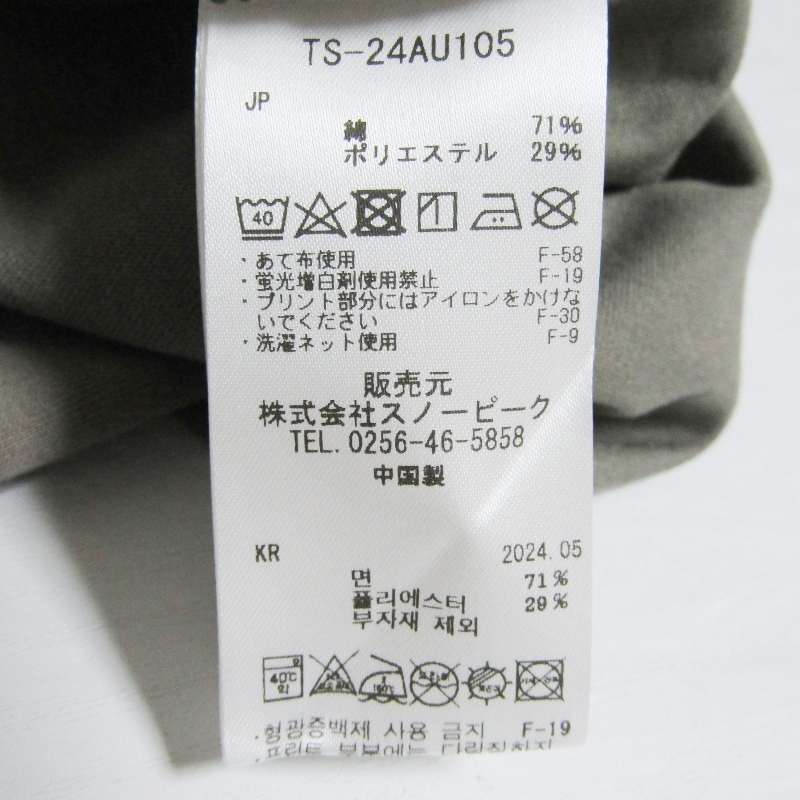 TS-24AU105
JP
綿 71%
ポリエステル 29%
40
・あて布使用 F-58
・蛍光増白剤使用禁止 F-19
・プリント部分にはアイロンをかけな
いでください F-30
・洗濯ネット使用 F-9
販売元
株式会社スノーピーク
TEL. 0256-46-5858
中国製
KR 2024.05
면 71%
폴리에스터 29%
부자재 제외
40℃
.형광증백제 사용 금지 F-19